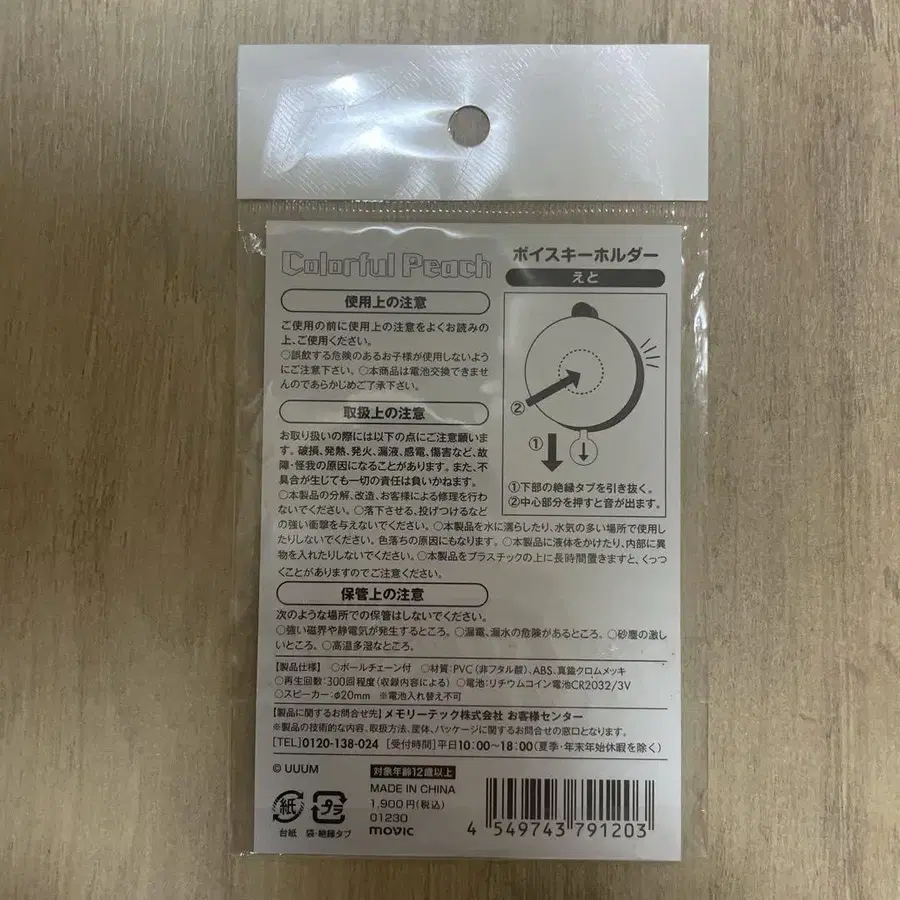 Colorful Peach
ボイスキーホルダー
えと
使用上の注意
ご使用の前に使用上の注意をよくお読みの
上、ご使用ください。
○誤飲する危険のあるお子様が使用しないよう
にご注意下さい。○本商品は電池交換できませ
んのであらかじめご了承下さい。
②
①
①下部の絶縁タブを引き抜く。
②中心部分を押すと音が出ます。
取扱上の注意
お取り扱いの際には以下の点にご注意願いま
す。破損、発熱、発火、漏液、感電、傷害など、故
障・怪我の原因になることがあります。また、不
具合が生じても一切の責任は負いかねます。
○本製品の分解、改造、お客様による修理を行わ
ないでください。○落下させる、投げつけるなど
の強い衝撃を与えないでください。○本製品を水に濡らしたり、水気の多い場所で使用し
たりしないでください。色落ちの原因にもなります。○本製品に液体をかけたり、内部に異
物を入れたりしないでください。○本製品をプラスチックの上に長時間置きますと、くっつ
くことがありますのでご注意ください。
保管上の注意
次のような場所での保管はしないでください。
○強い磁界や静電気が発生するところ。○漏電、漏水の危険があるところ。○砂塵の激し
いところ。○高温多湿なところ。
【製品仕様】 ○ボールチェーン付 ○材質：PVC（非フタル酸）、ABS、真鍮クロムメッキ
○再生回数：300回程度（収録内容による） ○電池：リチウムコイン電池CR2032/3V
○スピーカー：φ20mm ※電池入れ替え不可
【製品に関するお問合せ先】メモリーテック株式会社 お客様センター
※製品の技術的な内容、取扱方法、筐体、パッケージに関するお問合せの窓口となります。
[TEL]0120-138-024 [受付時間]平日10:00~18:00(夏季・年末年始休暇を除く)
© UUUM
対象年齢12歳以上
MADE IN CHINA
1,900円(税込)
01230
movic
紙
台紙
プラ
袋・絶縁タブ
4 549743 791203